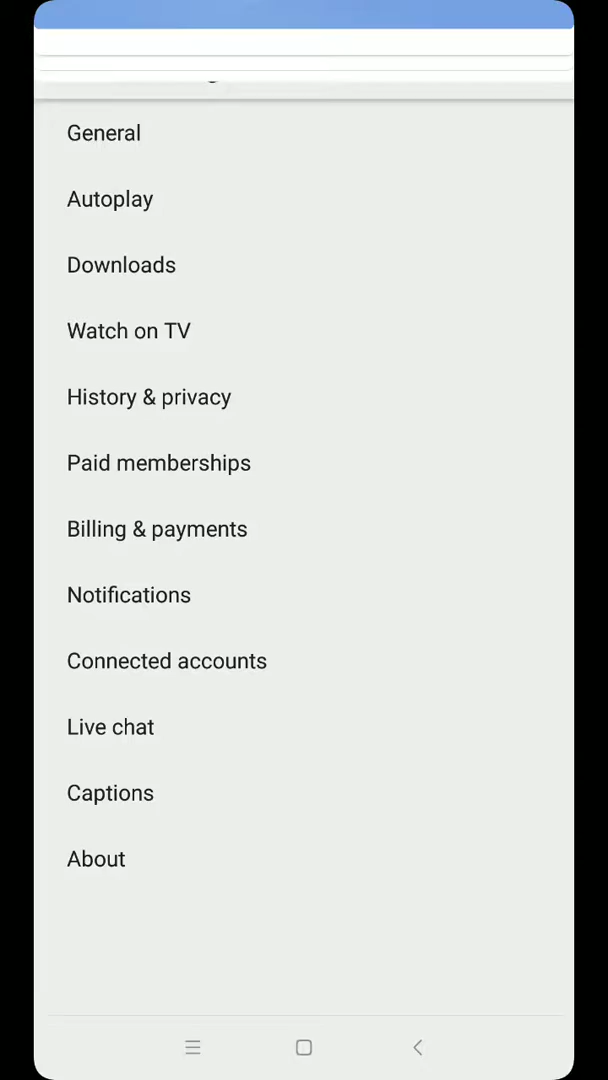 General
Autoplay
Downloads
Watch on TV
History & privacy
Paid memberships
Billing & payments
Notifications
Connected accounts
Live chat
Captions
About